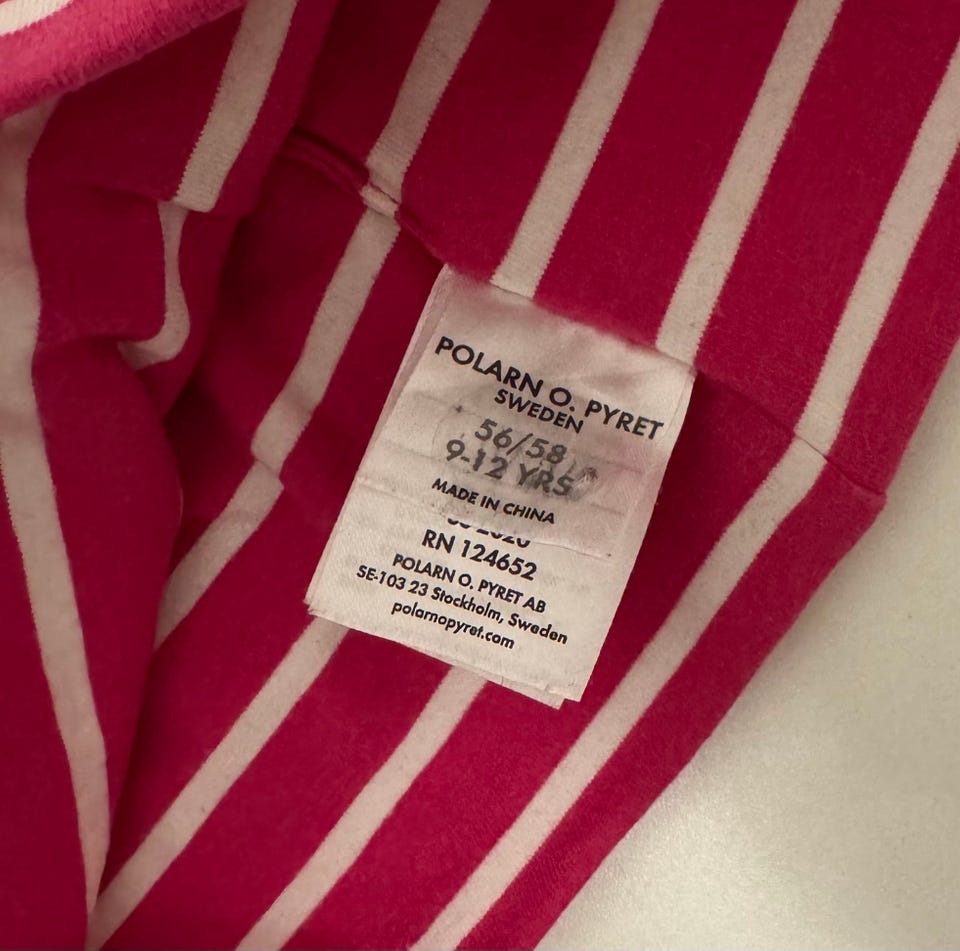 POLARN O. PYRET
SWEDEN
56/58
9-12 YRS
MADE IN CHINA
RN 124652
POLARN O. PYRET AB
SE-103 23 Stockholm, Sweden
polarnopyret.com